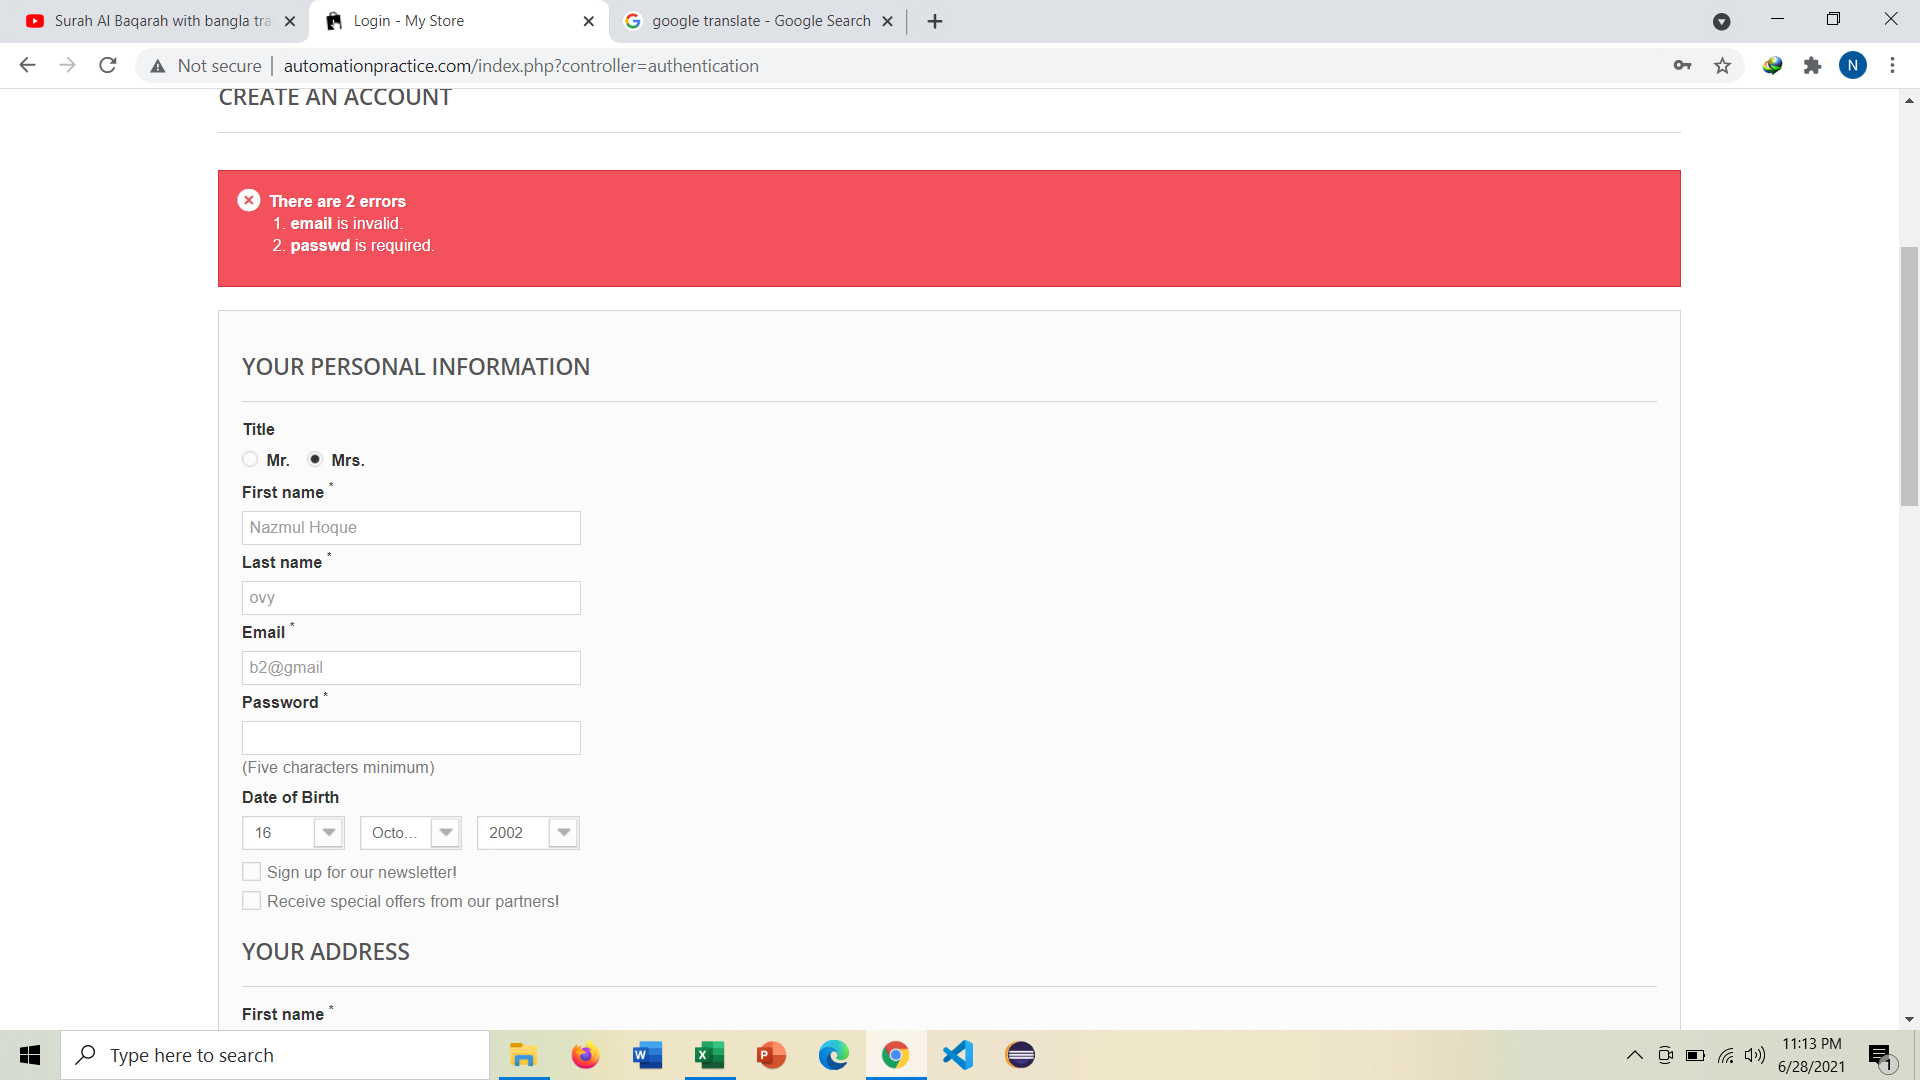 Surah Al Baqarah with bangla tra
Login - My Store
google translate - Google Search
Not secure
automationpractice.com/index.php?controller=authentication
N
CREATE AN ACCOUNT
There are 2 errors
1. email is invalid.
2. passwd is required.
YOUR PERSONAL INFORMATION
Title
Mr.
Mrs.
First name *
Nazmul Hoque
Last name *
ovy
Email *
b2@gmail
Password *
(Five characters minimum)
Date of Birth
16
Octo...
2002
Sign up for our newsletter!
Receive special offers from our partners!
YOUR ADDRESS
First name *
Type here to search
11:13 PM
6/28/2021
1